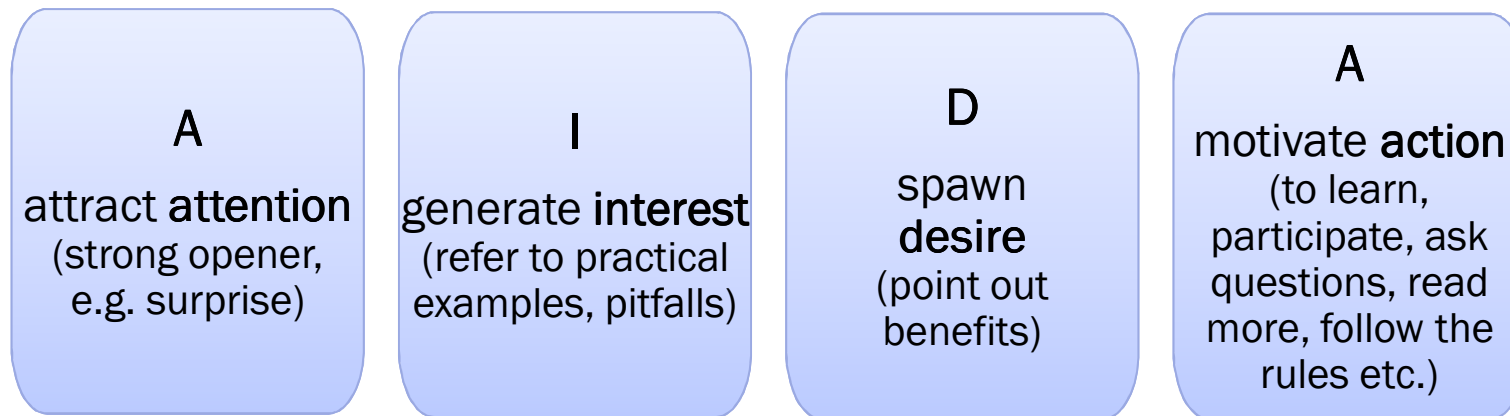 A
attract attention
(strong opener,
e.g. surprise)
I
generate interest
(refer to practical
examples, pitfalls)
D
spawn
desire
(point out
benefits)
A
motivate action
(to learn,
participate, ask
questions, read
more, follow the
rules etc.)